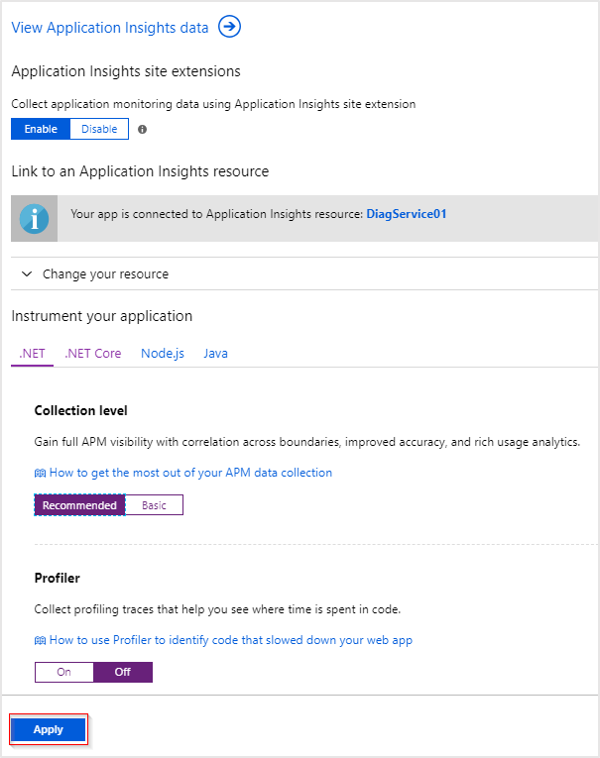 View Application Insights data
Application Insights site extensions
Collect application monitoring data using Application Insights site extension
Enable Disable
Link to an Application Insights resource
Your app is connected to Application Insights resource: DiagService01
Change your resource
Instrument your application
.NET .NET Core Node.js Java
Collection level
Gain full APM visibility with correlation across boundaries, improved accuracy, and rich usage analytics.
How to get the most out of your APM data collection
Recommended Basic
Profiler
Collect profiling traces that help you see where time is spent in code.
How to use Profiler to identify code that slowed down your web app
On Off
Apply